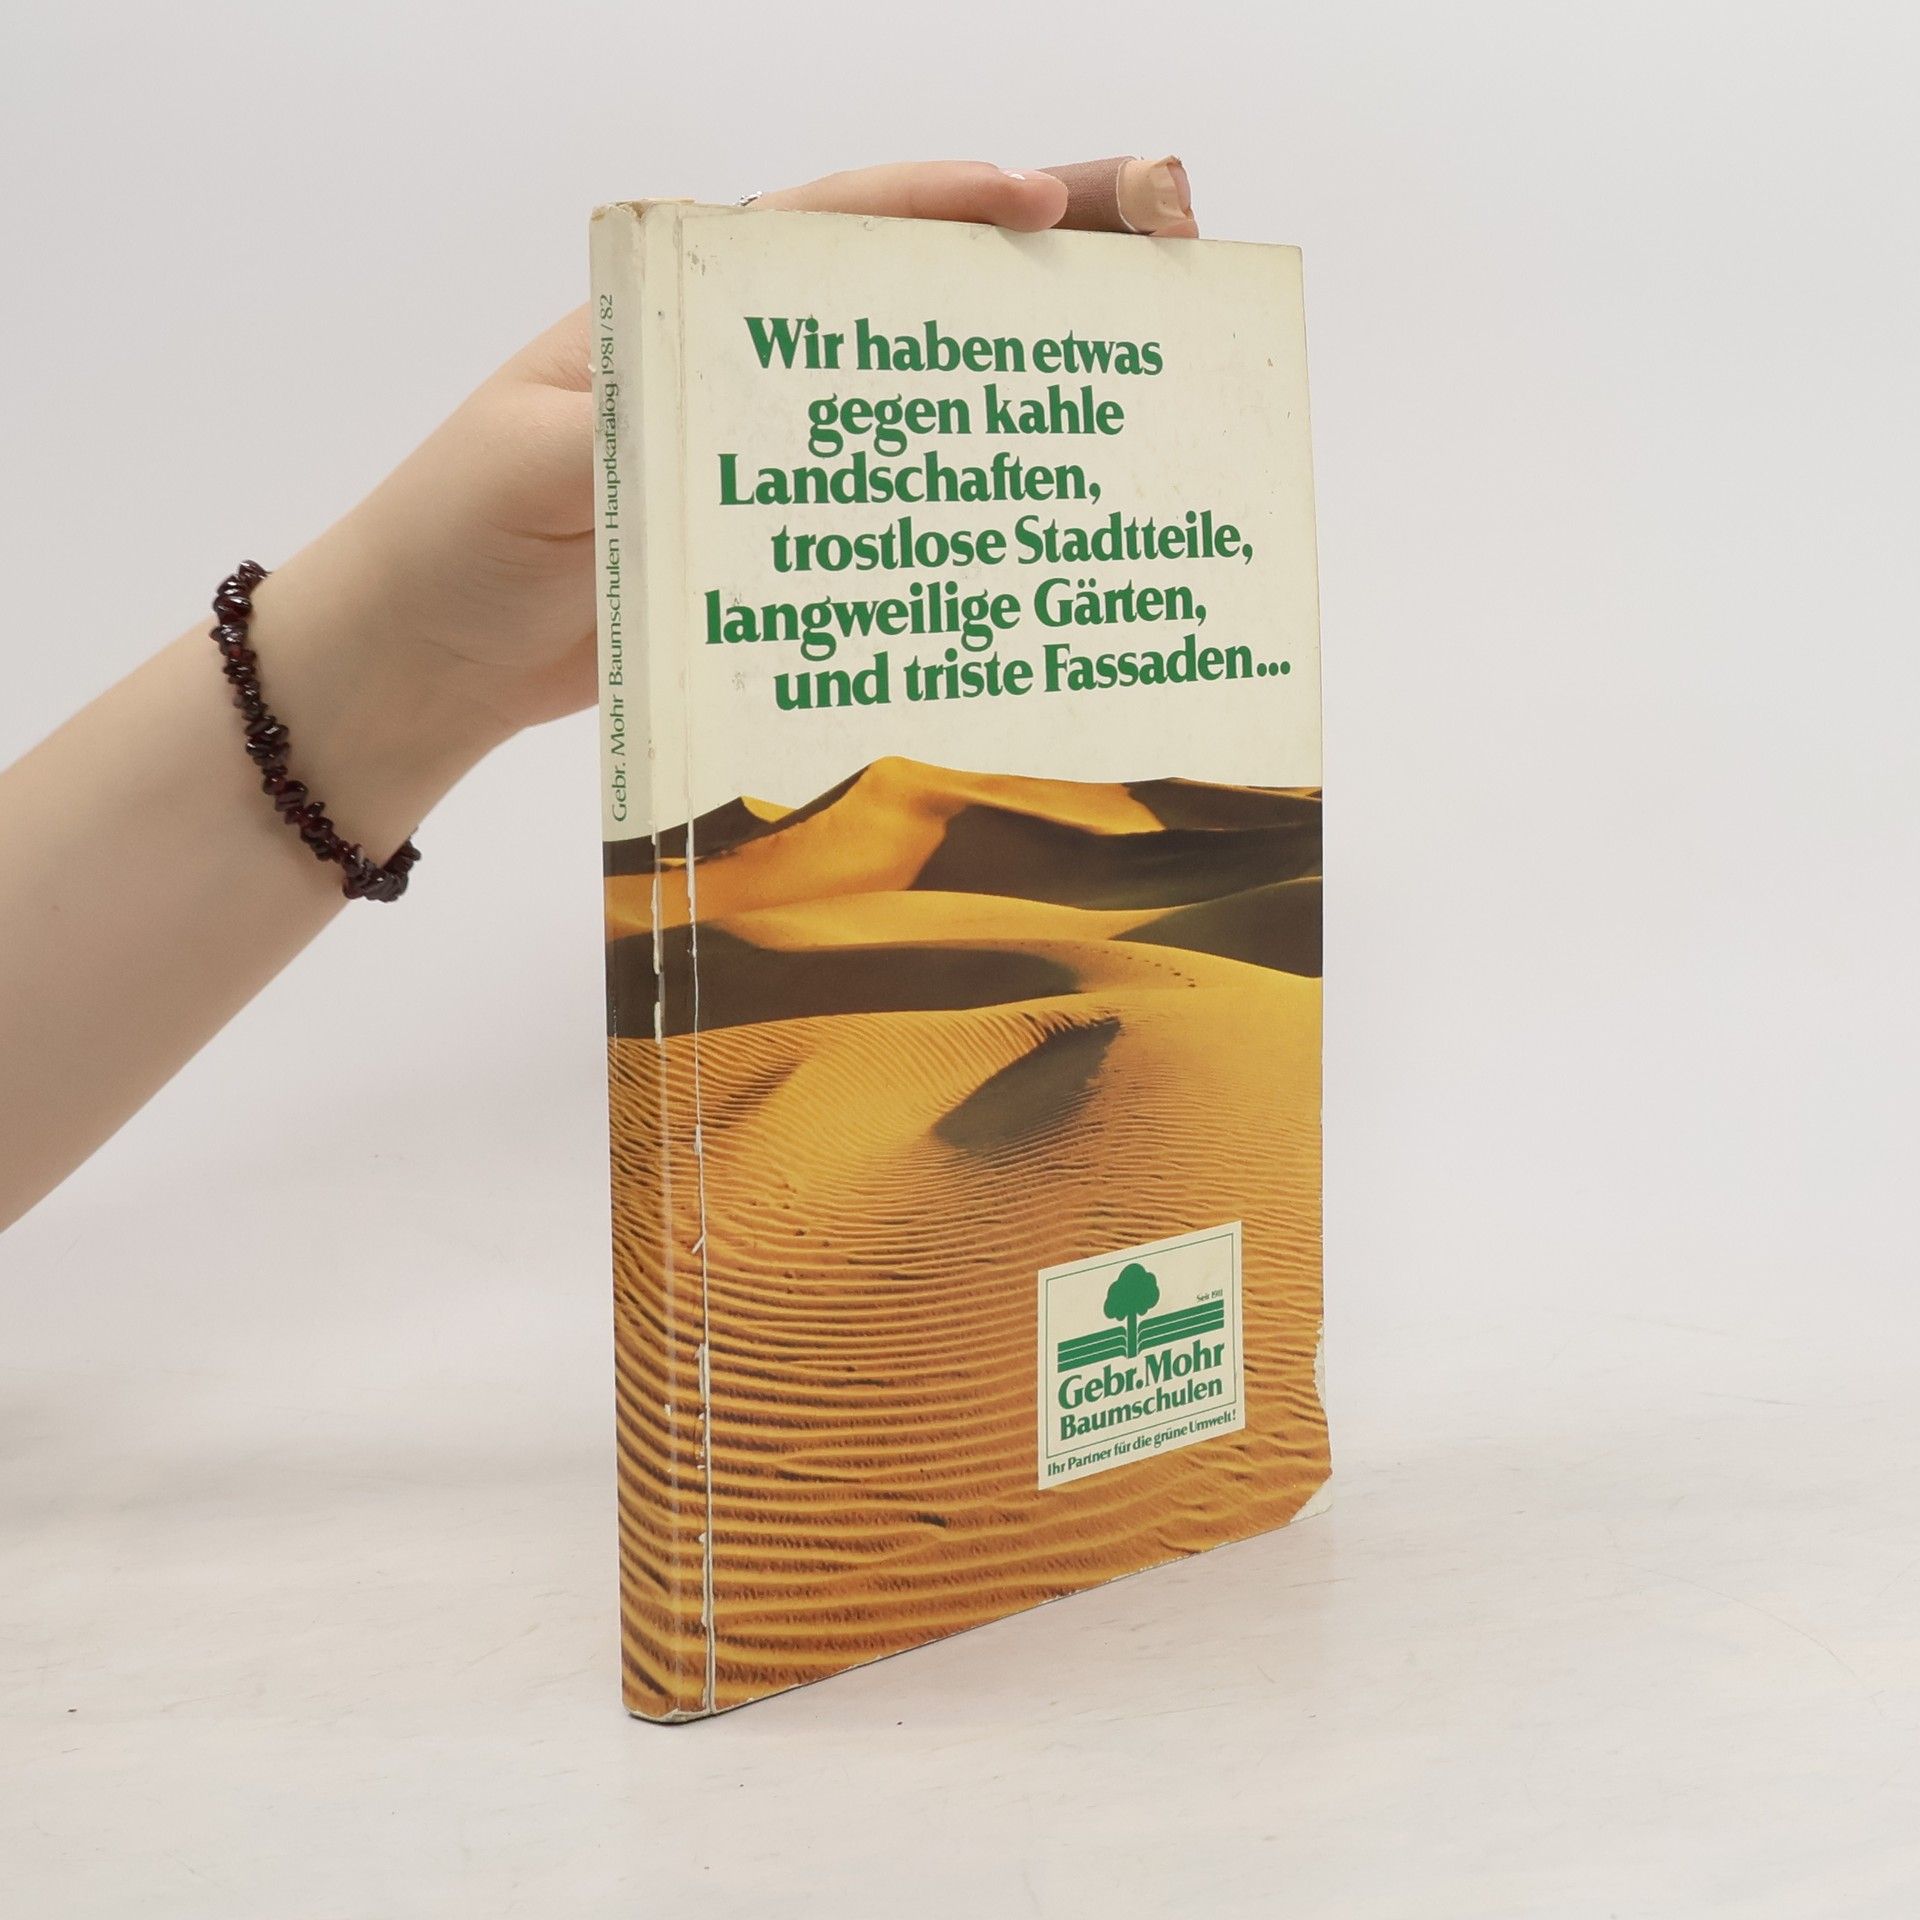 Gebr. Mohr Baumschulen Hauptkatalog 1981/82
Wir haben etwas
gegen kahle
Landschaften,
trostlose Stadtteile,
langweilige Gärten,
und triste Fassaden...
Seit 1911
Gebr. Mohr
Baumschulen
Ihr Partner für die grüne Umwelt!